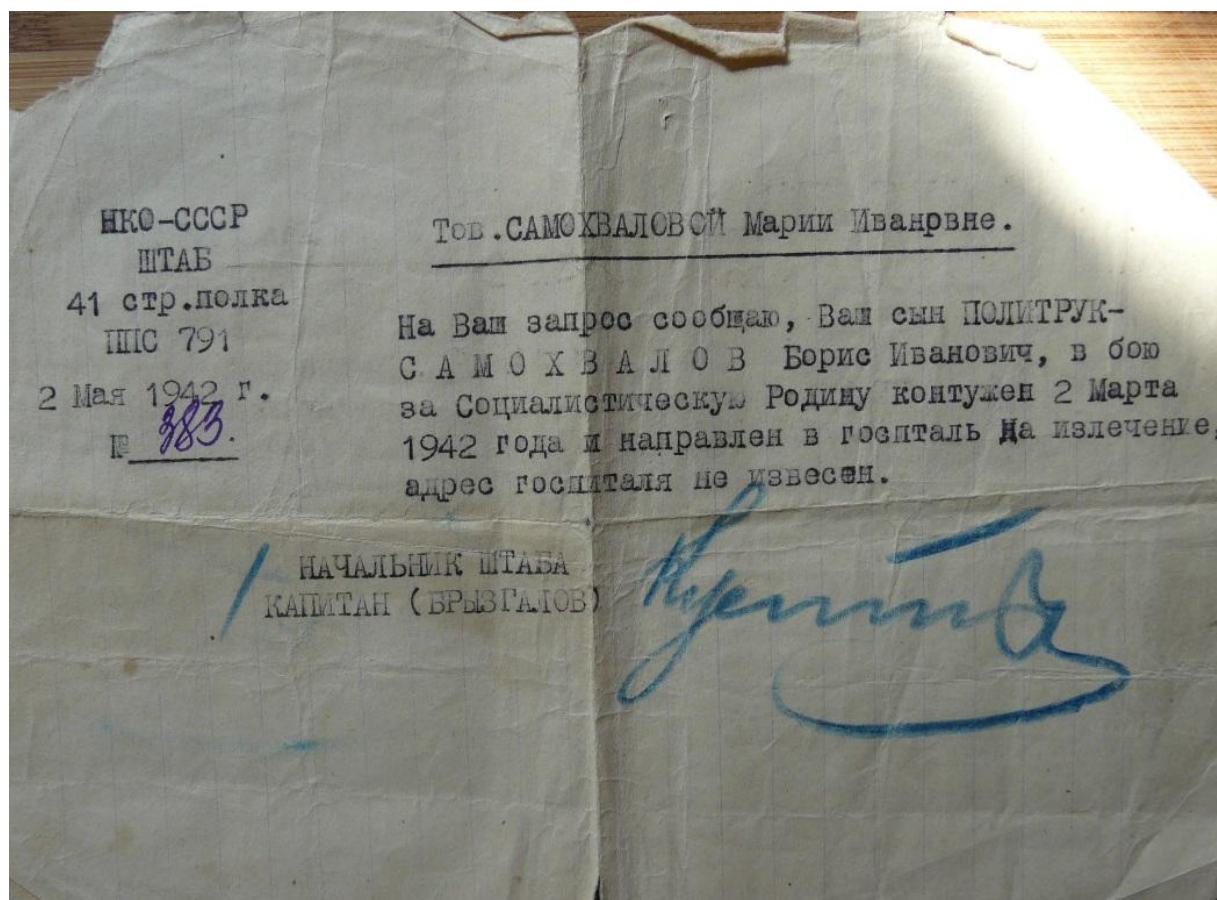 НКО-СССР
ШТАБ
41 стр.полка
ППС 791
2 Мая 1942 г.
№ 383.
Тов.САМОХВАЛОВОЙ Марии Иванрвне.
На Ваш запрос сообщаю, Ваш сын ПОЛИТРУК-
С А М О Х В А Л О В Борис Иванович, в бою
за Социалистическую Родину контужен 2 Марта
1942 года и направлен в госпталь на излечение,
адрес госпиталя не извесен.
НАЧАЛЬНИК ШТАБА
КАПИТАН (БРЫЗГАЛОВ)